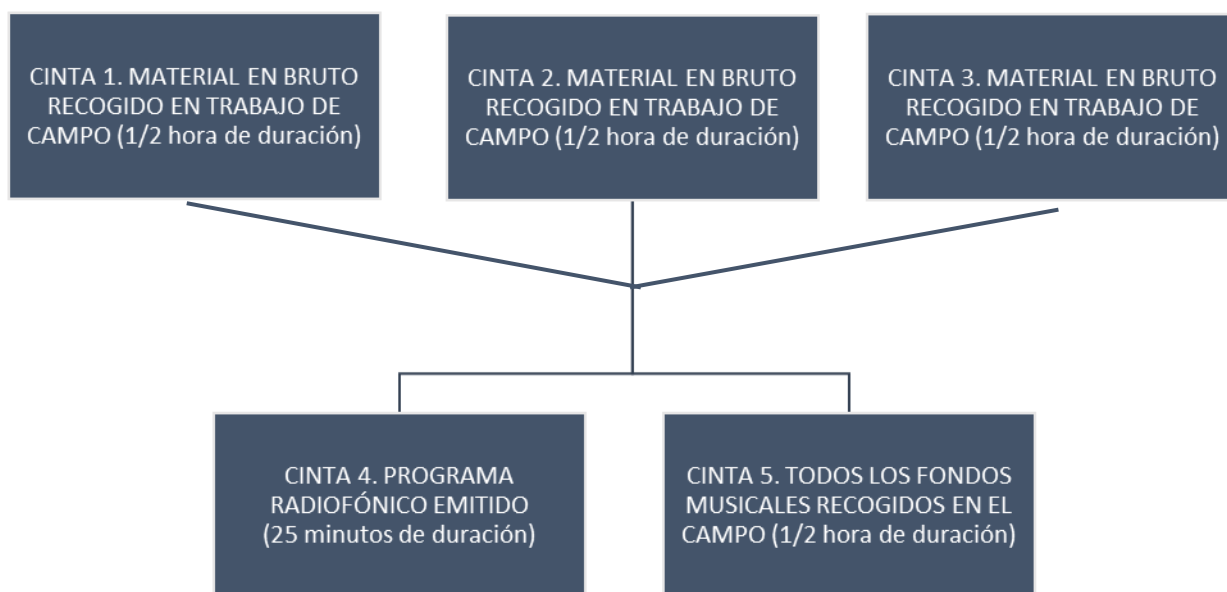 CINTA 1. MATERIAL EN BRUTO
RECOGIDO EN TRABAJO DE
CAMPO (1/2 hora de duración)
CINTA 2. MATERIAL EN BRUTO
RECOGIDO EN TRABAJO DE
CAMPO (1/2 hora de duración)
CINTA 3. MATERIAL EN BRUTO
RECOGIDO EN TRABAJO DE
CAMPO (1/2 hora de duración)
CINTA 4. PROGRAMA
RADIOFÓNICO EMITIDO
(25 minutos de duración)
CINTA 5. TODOS LOS FONDOS
MUSICALES RECOGIDOS EN EL
CAMPO (1/2 hora de duración)